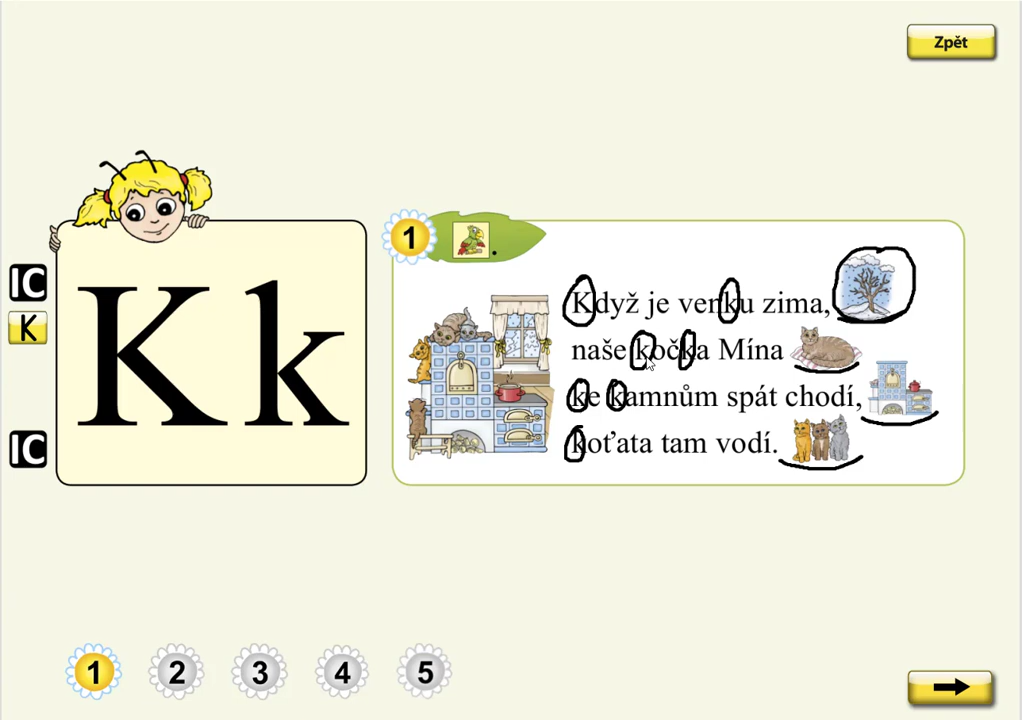 Zpět
IC
K
IC
K k
1 .
Když je venku zima,
naše kočka Mína
ke kamnům spát chodí,
koťata tam vodí.
1 2 3 4 5